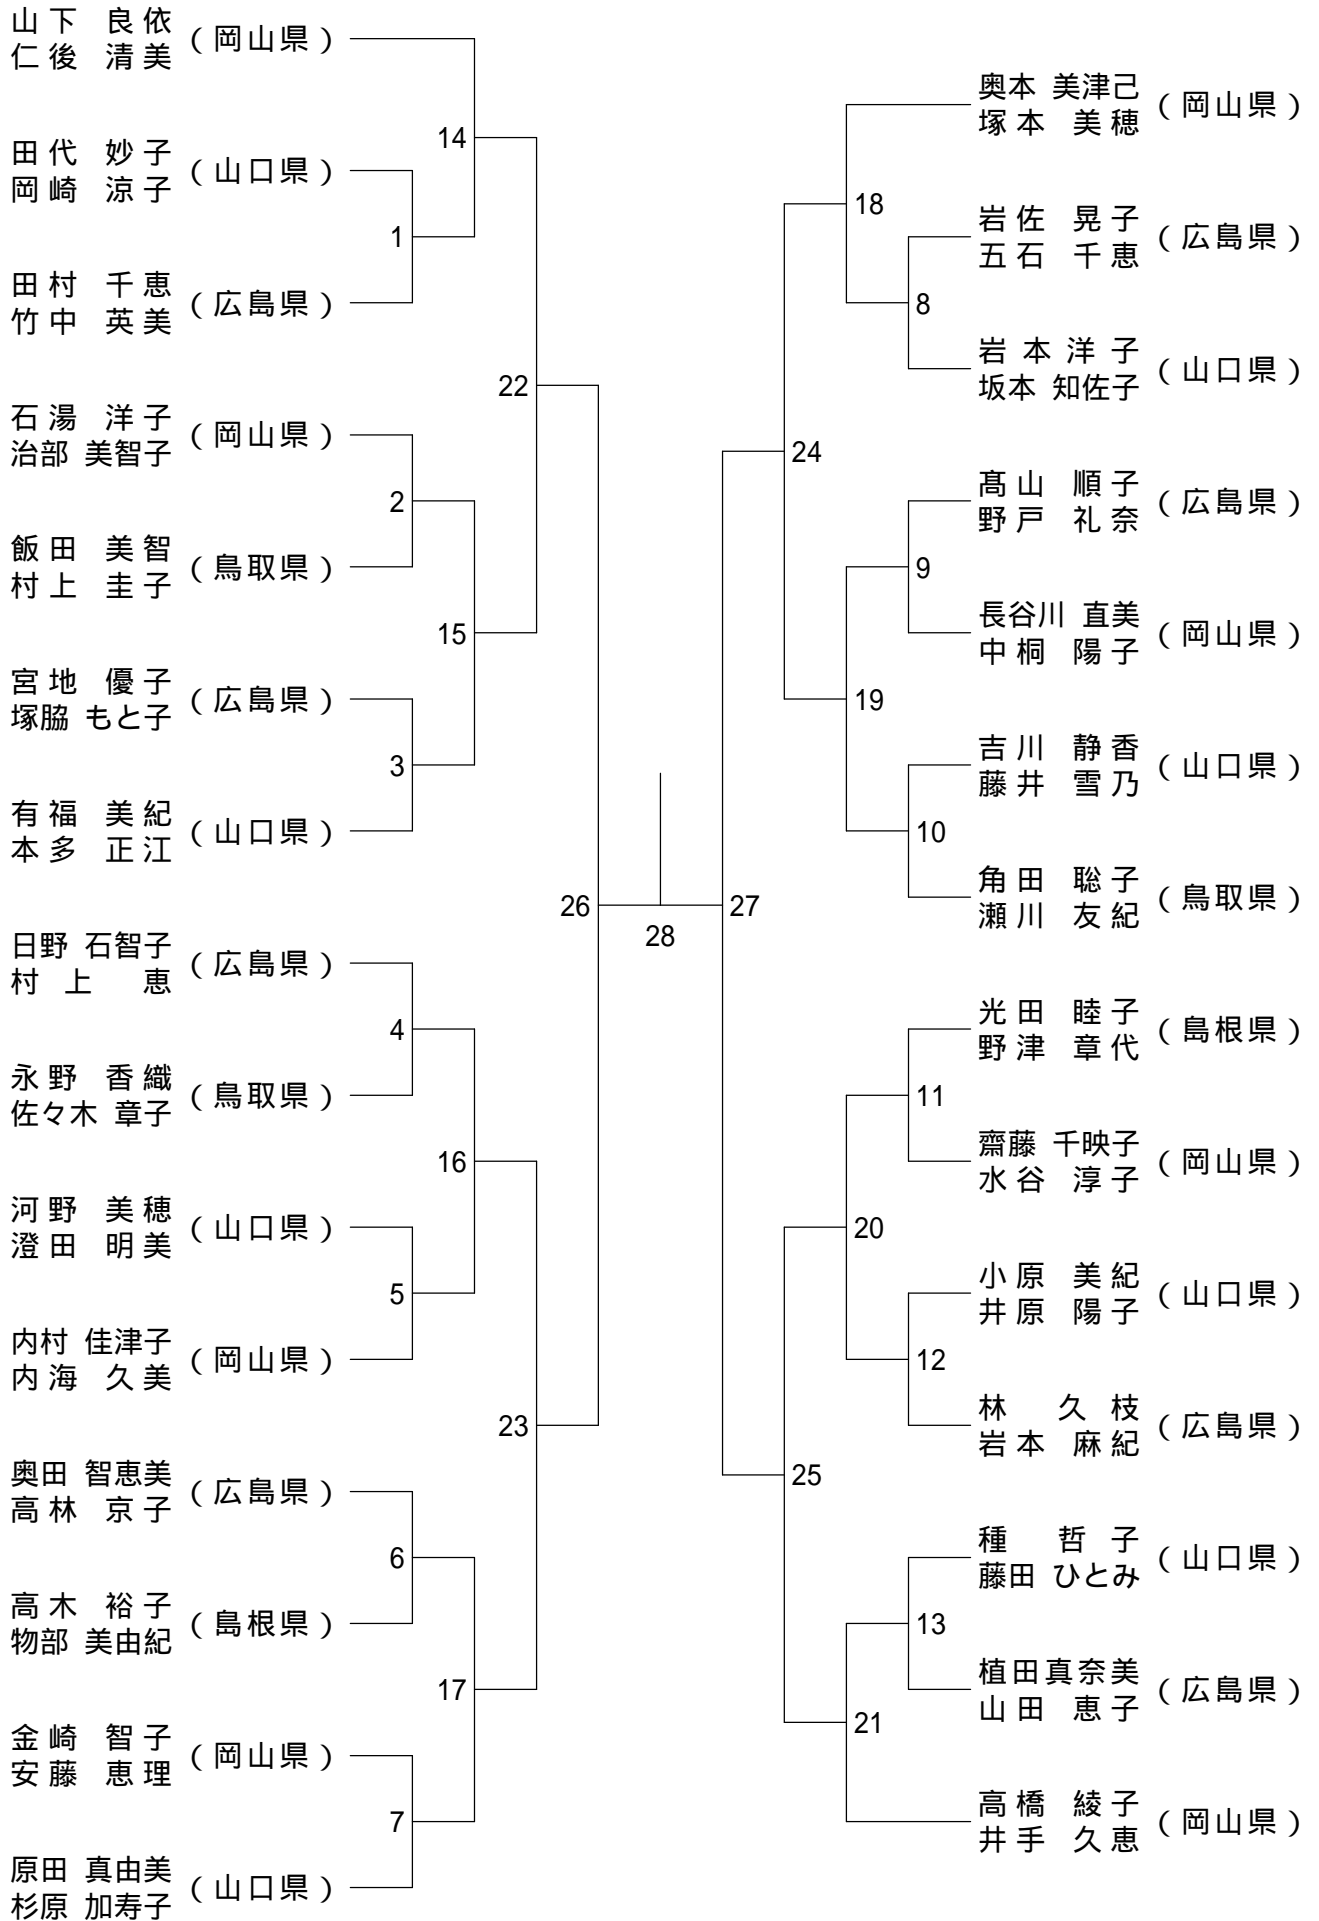 山下 良依
仁後 清美
（岡山県）
田代 妙子
岡崎 涼子
（山口県）
田村 千恵
竹中 英美
（広島県）
石湯 洋子
治部 美智子
（岡山県）
飯田 美智
村上 圭子
（鳥取県）
宮地 優子
塚脇 もと子
（広島県）
有福 美紀
本多 正江
（山口県）
日野 石智子
村上 恵
（広島県）
永野 香織
佐々木 章子
（鳥取県）
河野 美穂
澄田 明美
（山口県）
内村 佳津子
内海 久美
（岡山県）
奥田 智恵美
高林 京子
（広島県）
高木 裕子
物部 美由紀
（島根県）
金崎 智子
安藤 恵理
（岡山県）
原田 真由美
杉原 加寿子
（山口県）
1
2
3
4
5
6
7
14
15
16
17
22
23
26
28
27
24
25
18
19
20
21
8
9
10
11
12
13
奥本 美津己
塚本 美穂
（岡山県）
岩佐 晃子
五石 千恵
（広島県）
岩本洋子
坂本 知佐子
（山口県）
髙山 順子
野戸 礼奈
（広島県）
長谷川 直美
中桐 陽子
（岡山県）
吉川 静香
藤井 雪乃
（山口県）
角田 聡子
瀬川 友紀
（鳥取県）
光田 睦子
野津 章代
（島根県）
齋藤 千映子
水谷 淳子
（岡山県）
小原 美紀
井原 陽子
（山口県）
林 久枝
岩本 麻紀
（広島県）
種 哲子
藤田 ひとみ
（山口県）
植田真奈美
山田 恵子
（広島県）
高橋 綾子
井手 久恵
（岡山県）